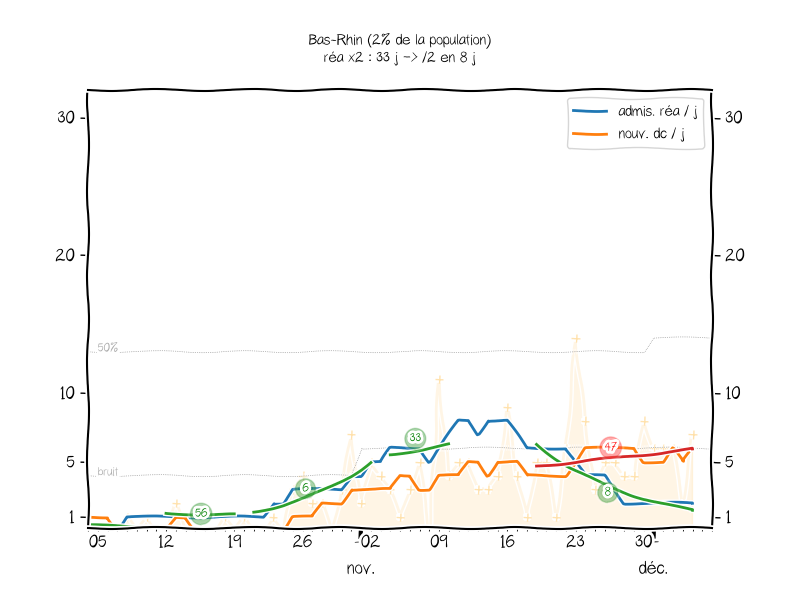 Bas-Rhin (2% de la population)
réa x2 : 33 j -> /2 en 8 j
admis. réa / j
nouv. dc / j
30
30
20
20
50%
10
10
33
47
5
5
bruit
6
8
56
1
1
05 12 19 26 02 09 16 23 30
nov. déc.